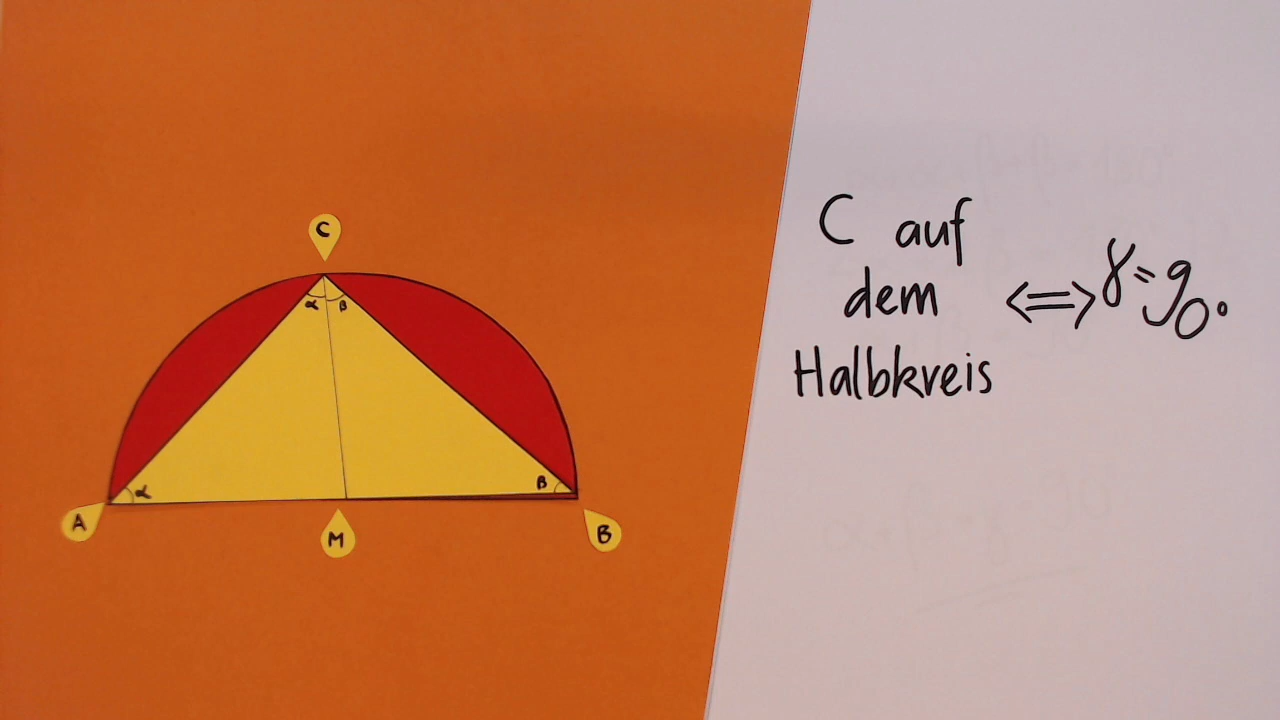 C
α β
α
β
A
M
B
C auf
dem
Halbkreis
<=> γ = 90°